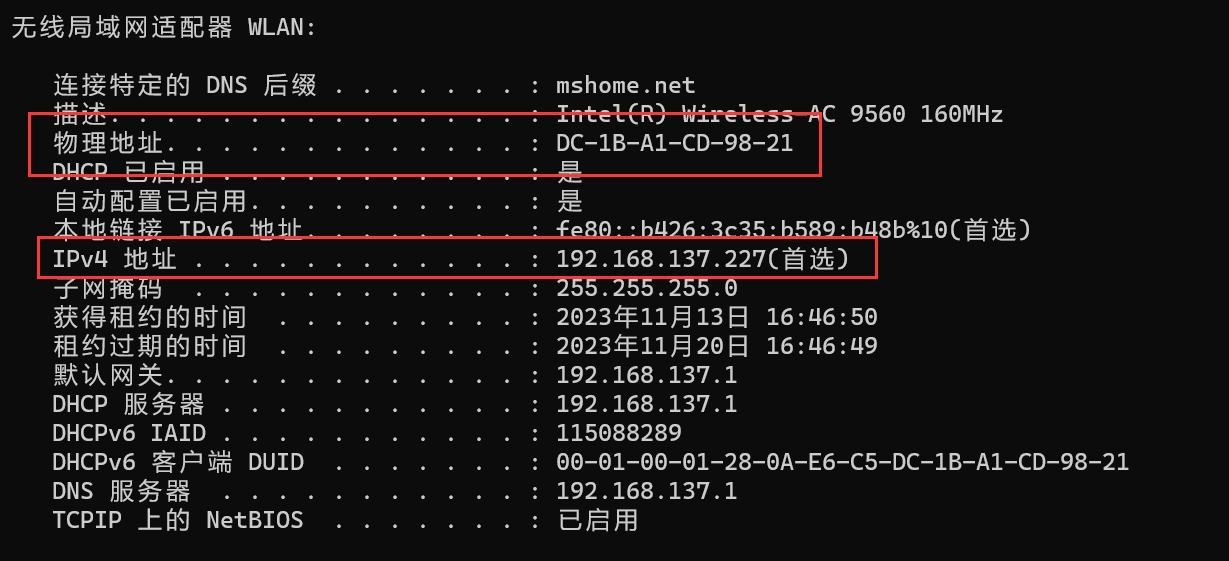 无线局域网适配器 WLAN:
连接特定的 DNS 后缀 . . . . . . . : mshome.net
描述. . . . . . . . . . . . . . . : Intel(R) Wireless-AC 9560 160MHz
物理地址. . . . . . . . . . . . . : DC-1B-A1-CD-98-21
DHCP 已启用 . . . . . . . . . . . : 是
自动配置已启用. . . . . . . . . . : 是
本地链接 IPv6 地址. . . . . . . . : fe80::b426:3c35:b589:b48b%10(首选)
IPv4 地址 . . . . . . . . . . . . : 192.168.137.227(首选)
子网掩码  . . . . . . . . . . . . : 255.255.255.0
获得租约的时间  . . . . . . . . . : 2023年11月13日 16:46:50
租约过期的时间  . . . . . . . . . : 2023年11月20日 16:46:49
默认网关. . . . . . . . . . . . . : 192.168.137.1
DHCP 服务器 . . . . . . . . . . . : 192.168.137.1
DHCPv6 IAID . . . . . . . . . . . : 115088289
DHCPv6 客户端 DUID  . . . . . . . : 00-01-00-01-28-0A-E6-C5-DC-1B-A1-CD-98-21
DNS 服务器  . . . . . . . . . . . : 192.168.137.1
TCPIP 上的 NetBIOS  . . . . . . . : 已启用